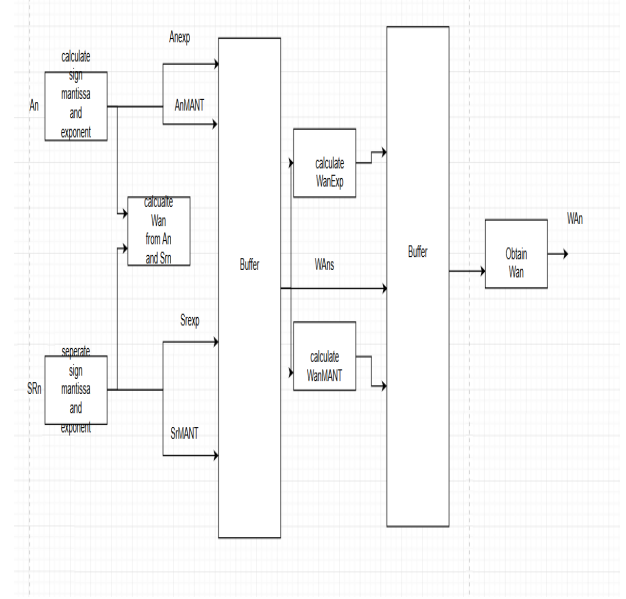 Anexp
calculate
sign
mantissa
and
exponent
An
AnMANT
calculate
WanExp
calcualte
Wan
from An
and Srn
Buffer
WAns
Buffer
Obtain
Wan
WAn
Srexp
seperate
sign
mantissa
and
exponent
SRn
calculate
WanMANT
SrMANT